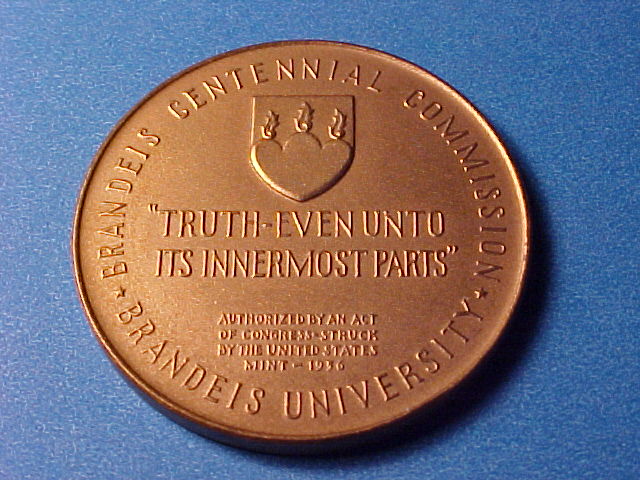 BRANDEIS CENTENNIAL COMMISSION
"TRUTH-EVEN UNTO
ITS INNERMOST PARTS"
AUTHORIZED BY AN ACT
OF CONGRESS-STRUCK
BY THE UNITED STATES
MINT - 1956
★ BRANDEIS UNIVERSITY ★